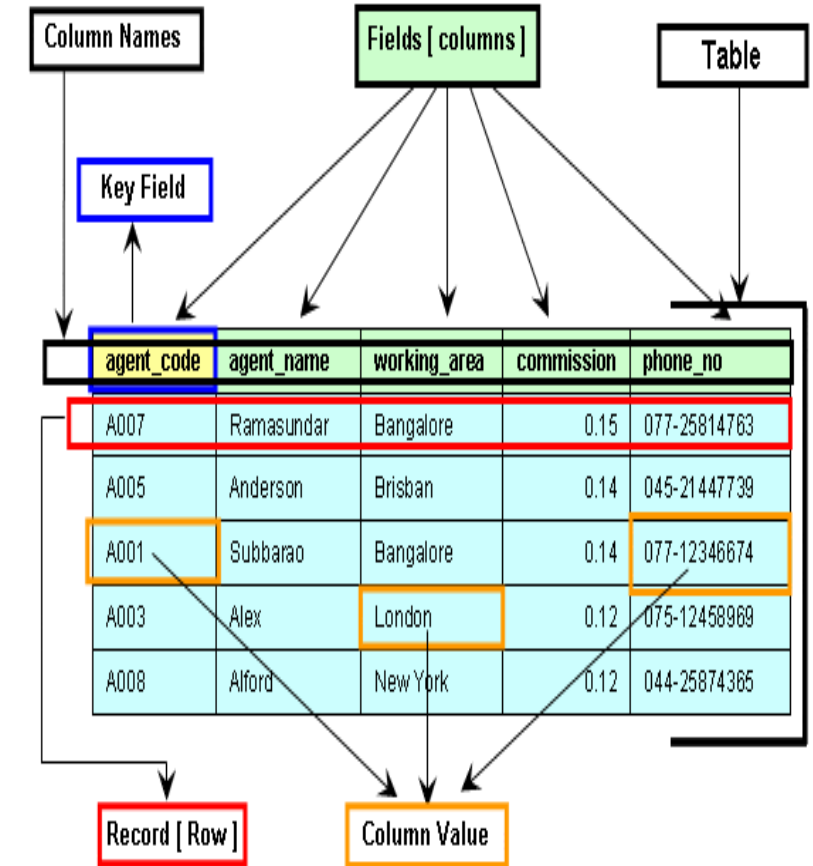 Column Names
Fields [ columns ]
Table
Key Field
agent_code agent_name working_area commission phone_no
A007 Ramasundar Bangalore 0.15 077-25814763
A005 Anderson Brisban 0.14 045-21447739
A001 Subbarao Bangalore 0.14 077-12346674
A003 Alex London 0.12 075-12458969
A008 Alford New York 0.12 044-25874365
Record [ Row ]
Column Value